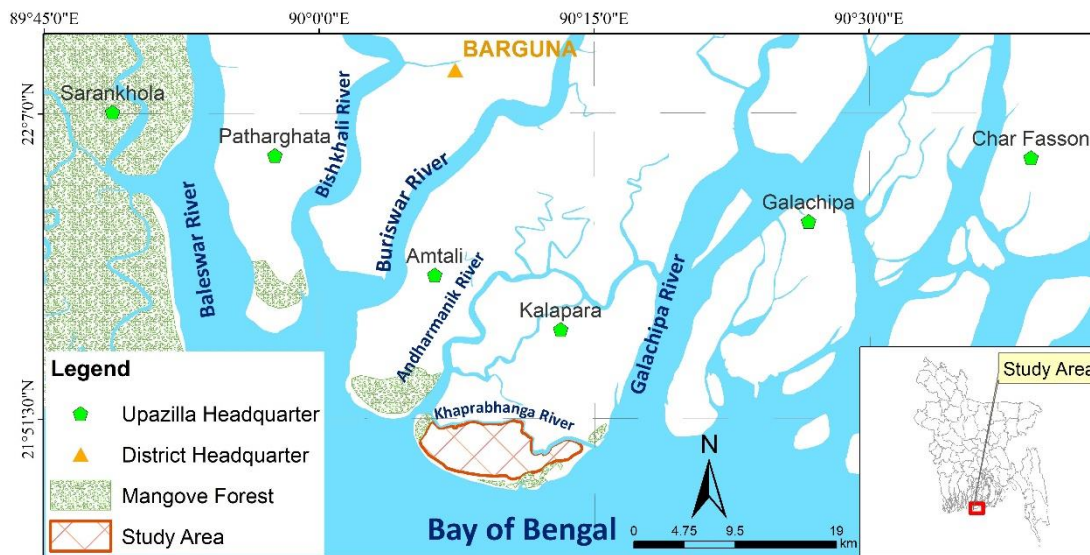 89°45'0"E
90°0'0"E
90°15'0"E
90°30'0"E
22°7'0"N
21°51'30"N
BARGUNA
Sarankhola
Patharghata
Bishkhali River
Char Fasson
Buriswar River
Galachipa
Baleswar River
Amtali
Andharmanik River
Kalapara
Galachipa River
Khaprabhanga River
Bay of Bengal
Legend
Upazilla Headquarter
District Headquarter
Mangove Forest
Study Area
N
0 4.75 9.5 19
km
Study Area